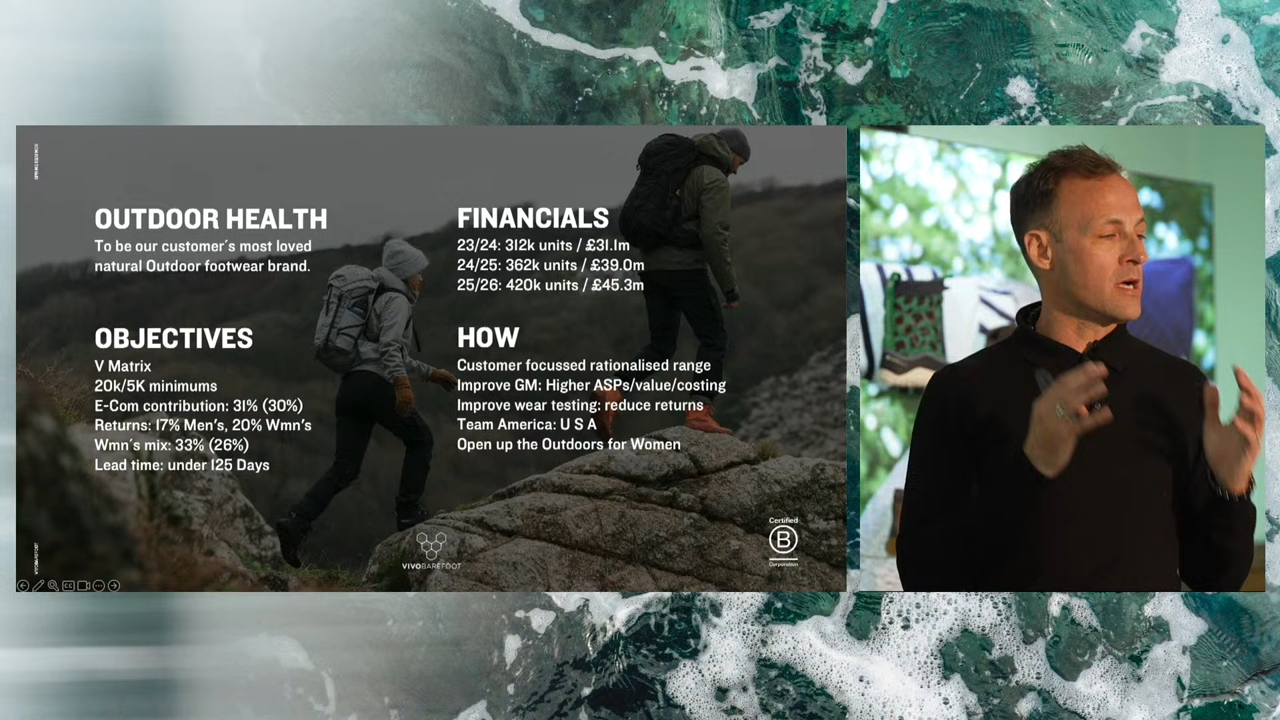 OUTDOOR HEALTH
To be our customer's most loved
natural Outdoor footwear brand.
OBJECTIVES
V Matrix
20k/5K minimums
E-Com contribution: 31% (30%)
Returns: 17% Men's, 20% Wmn's
Wmn's mix: 33% (26%)
Lead time: under 125 Days
FINANCIALS
23/24: 312k units / £31.1m
24/25: 362k units / £39.0m
25/26: 420k units / £45.3m
HOW
Customer focussed rationalised range
Improve GM: Higher ASPs/value/costing
Improve wear testing: reduce returns
Team America: U S A
Open up the Outdoors for Women
VIVOBAREFOOT
VIVOBAREFOOT
Certified
B
Corporation
CC